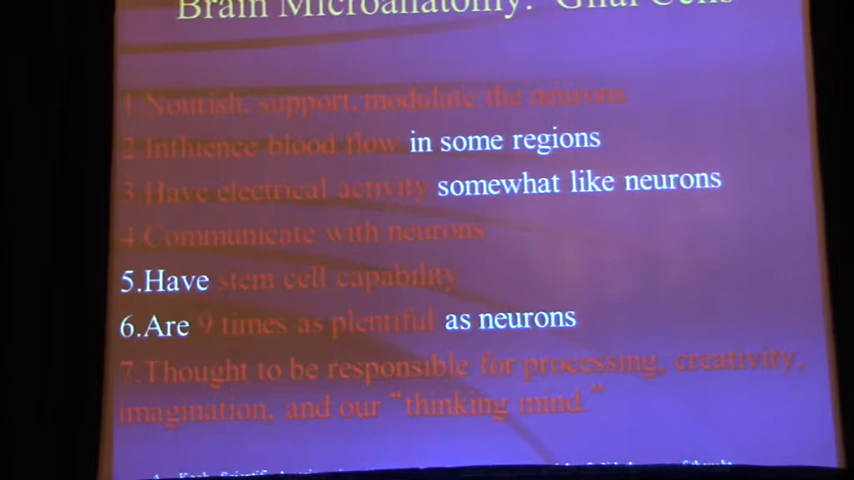 Brain Microanatomy: Glial Cells
1.Nourish, support, modulate the neurons
2.Influence blood flow in some regions
3.Have electrical activity somewhat like neurons
4.Communicate with neurons
5.Have stem cell capability
6.Are 9 times as plentiful as neurons
7.Thought to be responsible for processing, creativity,
imagination, and our “thinking mind.”